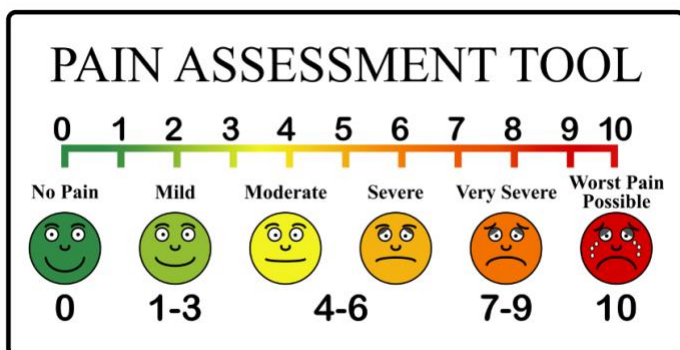 PAIN ASSESSMENT TOOL
0 1 2 3 4 5 6 7 8 9 10
No Pain Mild Moderate Severe Very Severe Worst Pain Possible
0 1-3 4-6 7-9 10